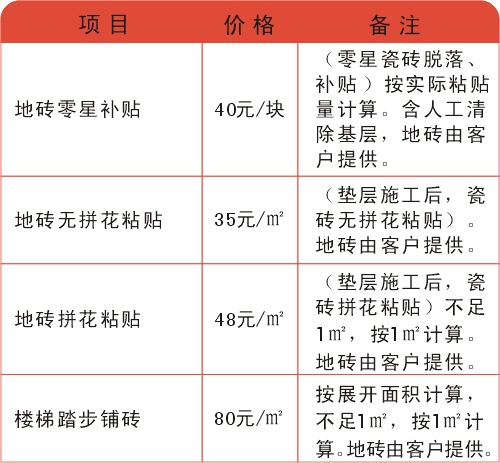 项目 价格 备注
地砖零星补贴 40元/块 （零星瓷砖脱落、
补贴）按实际粘贴
量计算。含人工清
除基层，地砖由客
户提供。
地砖无拼花粘贴 35元/㎡ （垫层施工后，瓷
砖无拼花粘贴）。
地砖由客户提供。
地砖拼花粘贴 48元/㎡ （垫层施工后，瓷
砖拼花粘贴）不足
1㎡，按1㎡计算。
地砖由客户提供。
楼梯踏步铺砖 80元/㎡ 按展开面积计算，
不足1㎡，按1㎡计
算。地砖由客户提供。